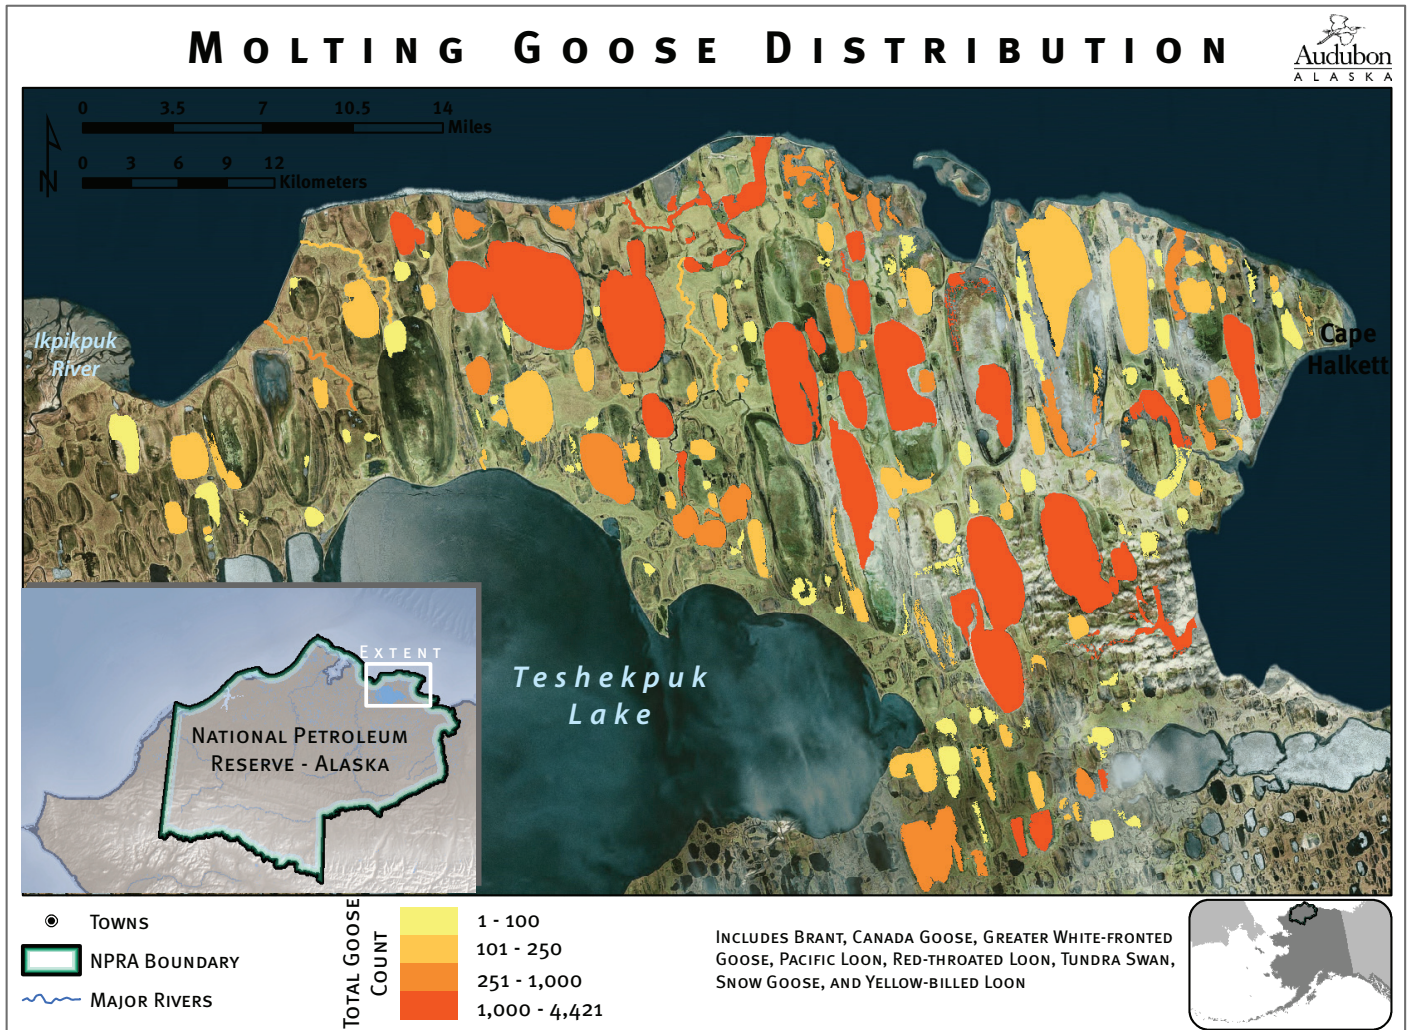 MOLTING GOOSE DISTRIBUTION
Audubon
ALASKA
0 3.5 7 10.5 14
Miles
0 3 6 9 12
Kilometers
N
Ikpikpuk
River
Cape
Halkett
Teshekpuk
Lake
EXTENT
NATIONAL PETROLEUM
RESERVE - ALASKA
TOWNS
NPRA BOUNDARY
MAJOR RIVERS
TOTAL GOOSE
COUNT
1 - 100
101 - 250
251 - 1,000
1,000 - 4,421
INCLUDES BRANT, CANADA GOOSE, GREATER WHITE-FRONTED
GOOSE, PACIFIC LOON, RED-THROATED LOON, TUNDRA SWAN,
SNOW GOOSE, AND YELLOW-BILLED LOON